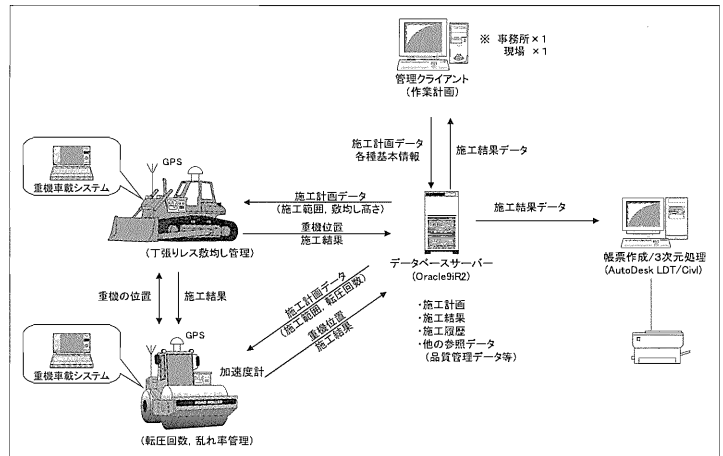 ※ 事務所×1
現場 ×1
管理クライアント
(作業計画)
施工計画データ
各種基本情報
施工結果データ
GPS
重機車載システム
施工計画データ
(施工範囲, 敷均し高さ)
重機位置
施工結果
(丁張りレス敷均し管理)
施工結果データ
データベースサーバー
(Oracle9iR2)
帳票作成/3次元処理
(AutoDesk LDT/Civl)
重機の位置
施工結果
施工計画データ
(施工範囲, 転圧回数)
重機位置
施工結果
・施工計画
・施工結果
・施工履歴
・他の参照データ
(品質管理データ等)
GPS
重機車載システム
加速度計
(転圧回数, 乱れ率管理)